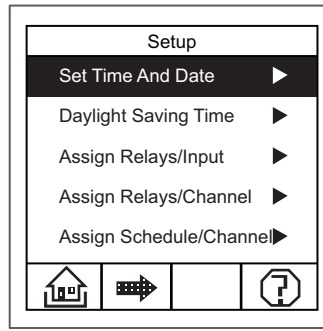 Setup
Set Time And Date
Daylight Saving Time
Assign Relays/Input
Assign Relays/Channel
Assign Schedule/Channel
?